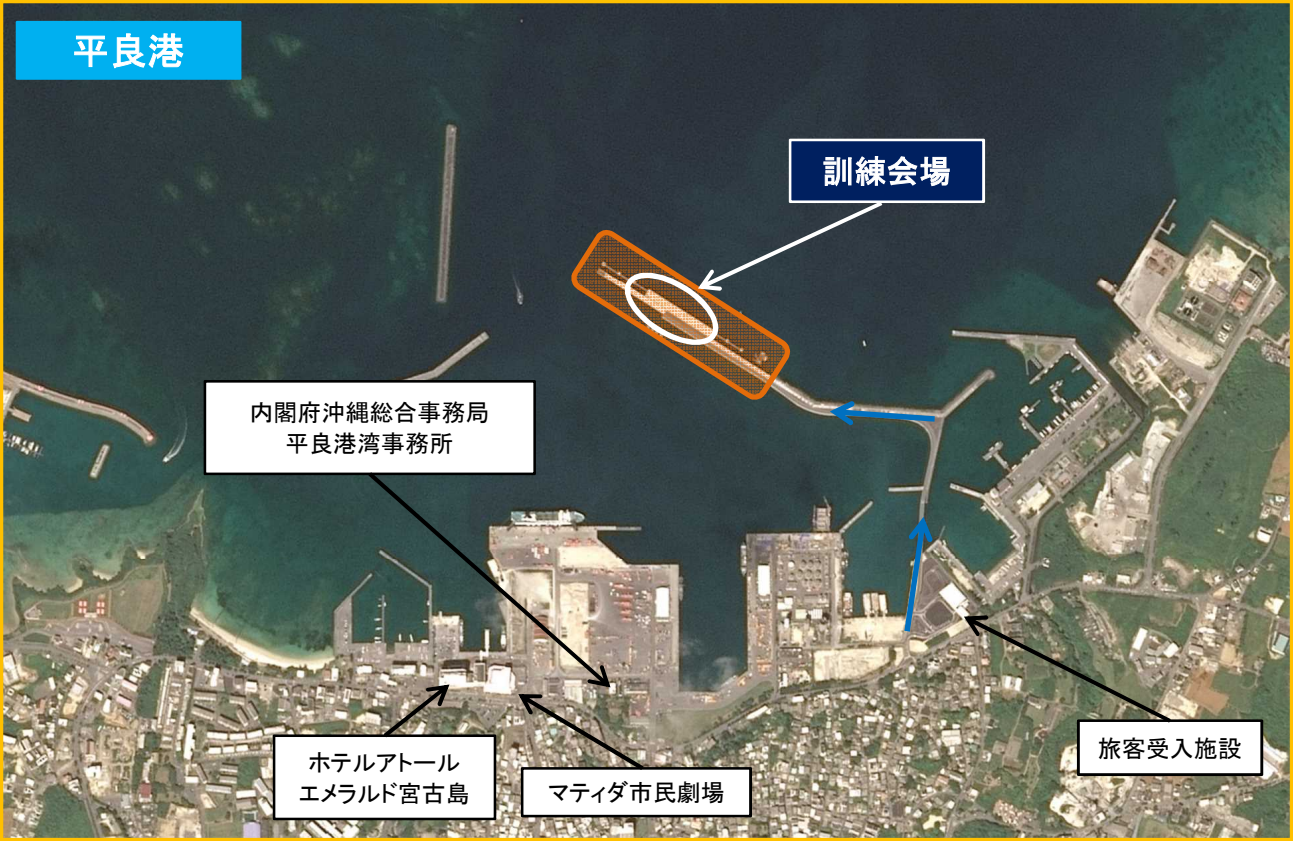 平良港
訓練会場
内閣府沖縄総合事務局
平良港湾事務所
ホテルアトール
エメラルド宮古島
マティダ市民劇場
旅客受入施設